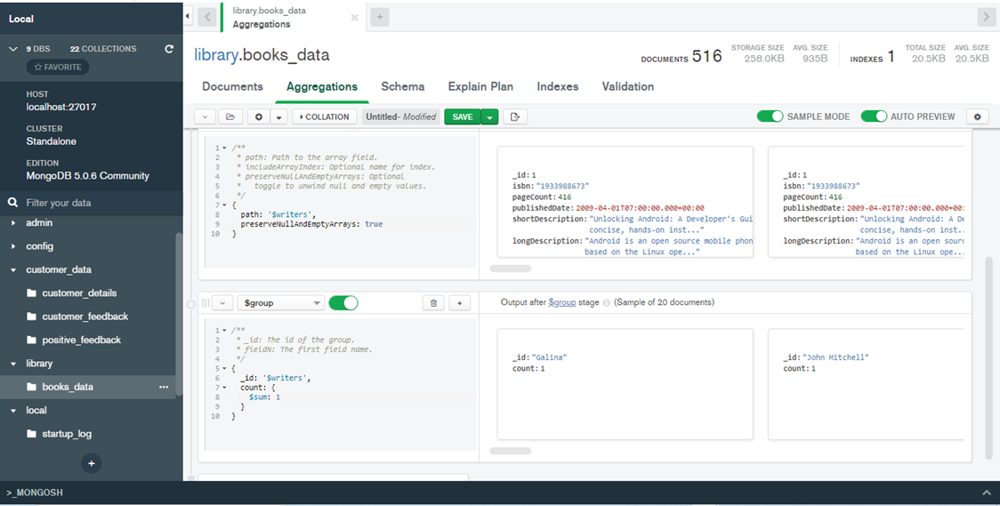 Local
9 DBS 22 COLLECTIONS
FAVORITE
HOST
localhost:27017
CLUSTER
Standalone
EDITION
MongoDB 5.0.6 Community
Filter your data
admin
config
customer_data
customer_details
customer_feedback
positive_feedback
library
books_data
local
startup_log
>_MONGOSH
library.books_data
Aggregations
library.books_data
DOCUMENTS 516 STORAGE SIZE 258.0KB AVG. SIZE 935B INDEXES 1 TOTAL SIZE 20.5KB AVG. SIZE 20.5KB
Documents Aggregations Schema Explain Plan Indexes Validation
COLLATION Untitled- Modified SAVE SAMPLE MODE AUTO PREVIEW
1 /**
2 * path: Path to the array field.
3 * includeArrayIndex: Optional name for index.
4 * preserveNullAndEmptyArrays: Optional
5 * toggle to unwind null and empty values.
6 */
7 {
8 path: '$writers',
9 preserveNullAndEmptyArrays: true
10 }
_id: 1
isbn: "1933988673"
pageCount: 416
publishedDate: 2009-04-01T07:00:00.000+00:00
shortDescription: "Unlocking Android: A Developer's Gui
concise, hands-on inst..."
longDescription: "Android is an open source mobile phon
based on the Linux ope..."
_id: 1
isbn: "1933988673"
pageCount: 416
publishedDate: 2009-04-01T07:00:00.000+00:
shortDescription: "Unlocking Android: A De
concise, hands-on inst..
longDescription: "Android is an open sourc
based on the Linux ope..
$group
Output after $group stage (Sample of 20 documents)
1 /**
2 * _id: The id of the group.
3 * fieldN: The first field name.
4 */
5 {
6 _id: '$writers',
7 count: {
8 $sum: 1
9 }
10 }
_id: "Galina"
count: 1
_id: "John Mitchell"
count: 1